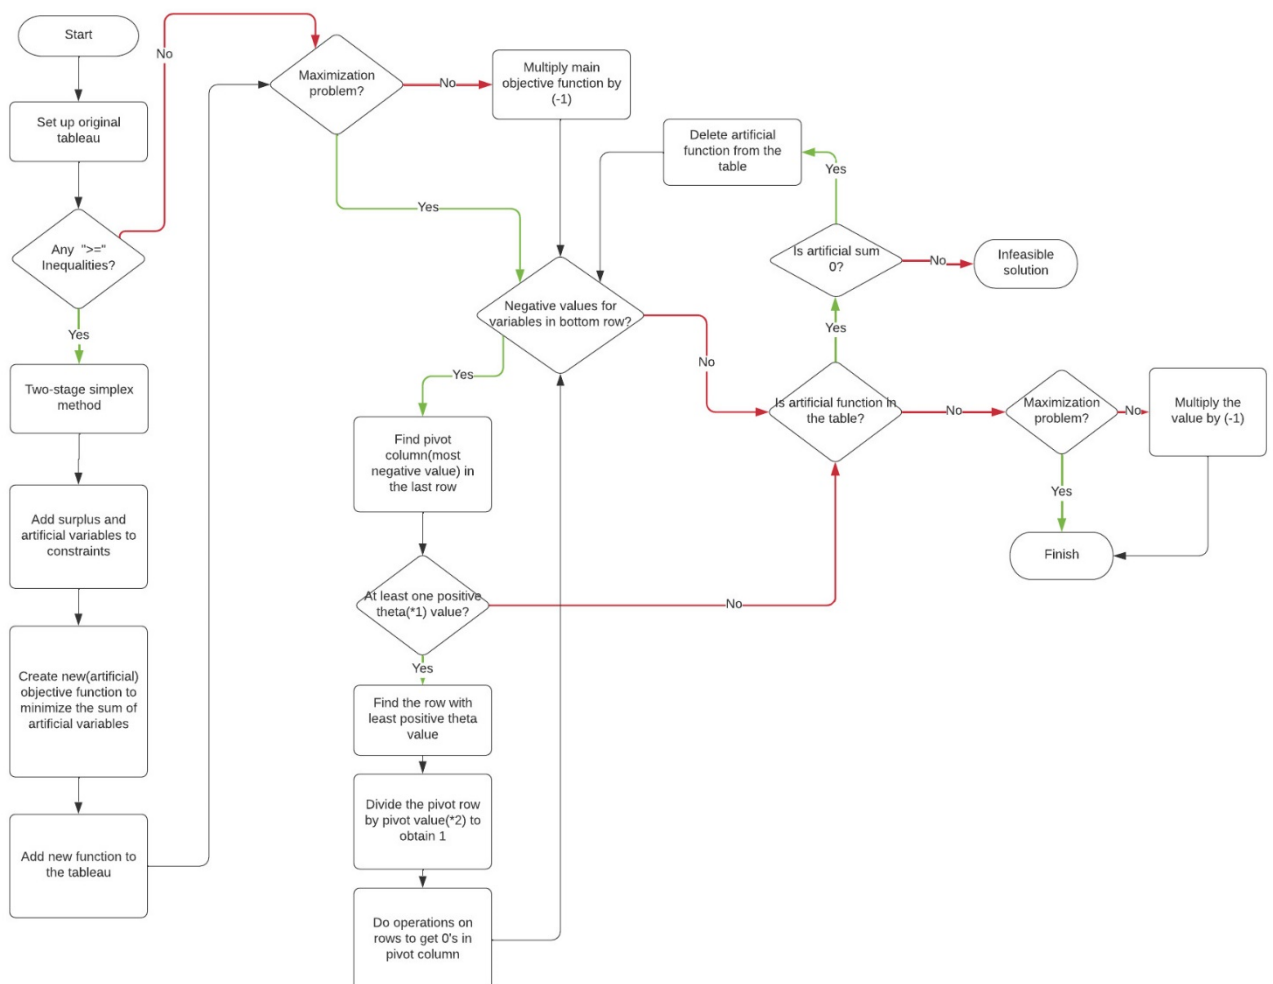 Start
No
Set up original
tableau
Any ">="
Inequalities?
Yes
Two-stage simplex
method
Add surplus and
artificial variables to
constraints
Create new(artificial)
objective function to
minimize the sum of
artificial variables
Add new function to
the tableau
Maximization
problem?
No
Multiply main
objective function by
(-1)
Yes
Negative values for
variables in bottom row?
Yes
No
Find pivot
column(most
negative value) in
the last row
At least one positive
theta(*1) value?
No
Yes
Find the row with
least positive theta
value
Divide the pivot row
by pivot value(*2) to
obtain 1
Do operations on
rows to get 0's in
pivot column
Delete artificial
function from the
table
Yes
Is artificial sum
0?
No
Infeasible
solution
Yes
Is artificial function in
the table?
No
Maximization
problem?
No
Multiply the
value by (-1)
Yes
Finish